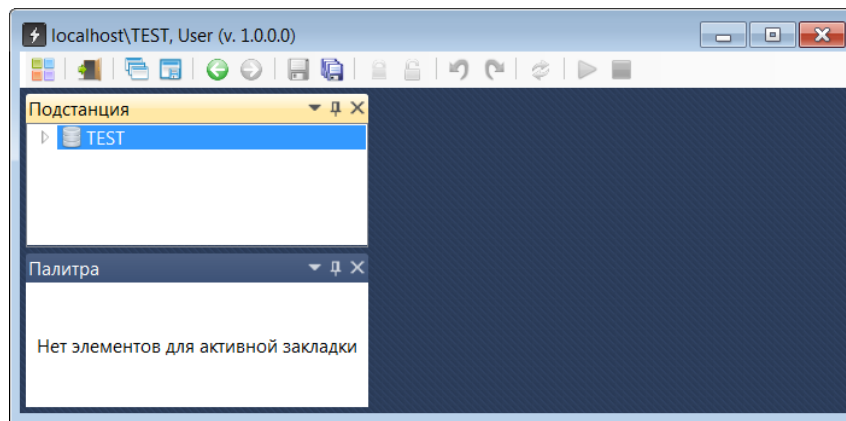 localhost\TEST, User (v. 1.0.0.0)
Подстанция
TEST
Палитра
Нет элементов для активной закладки